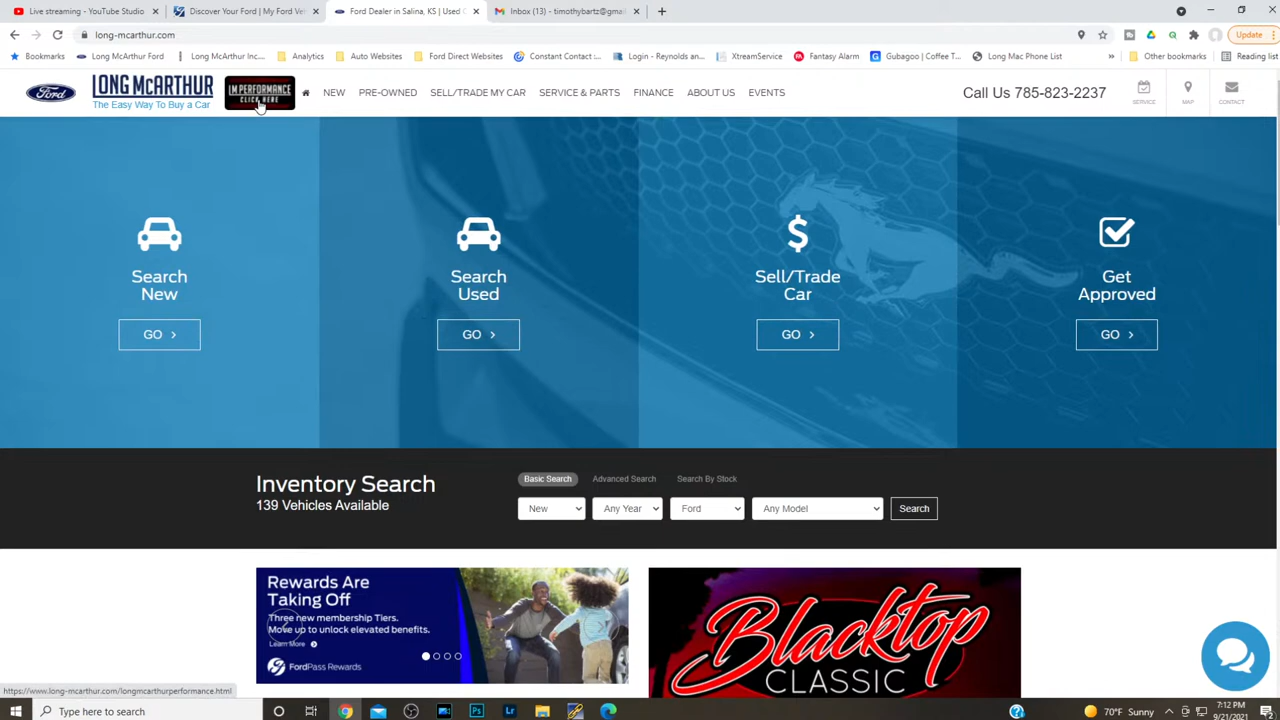 Live streaming - YouTube Studio
Discover Your Ford | My Ford Veh
Ford Dealer in Salina, KS | Used C
Inbox (13) - timothybartz@gmail
long-mcarthur.com
Update
Bookmarks
Long McArthur Ford
Long McArthur Inc...
Analytics
Auto Websites
Ford Direct Websites
Constant Contact :...
Login - Reynolds an...
XtreamService
Fantasy Alarm
Gubagoo | Coffee T...
Long Mac Phone List
»
Other bookmarks
Reading list
Ford
LONG McARTHUR
The Easy Way To Buy a Car
LM PERFORMANCE
CLICK HERE
NEW
PRE-OWNED
SELL/TRADE MY CAR
SERVICE & PARTS
FINANCE
ABOUT US
EVENTS
Call Us 785-823-2237
SERVICE
MAP
CONTACT
Search
New
GO >
Search
Used
GO >
$
Sell/Trade
Car
GO >
Get
Approved
GO >
Inventory Search
139 Vehicles Available
Basic Search
Advanced Search
Search By Stock
New
Any Year
Ford
Any Model
Search
Rewards Are
Taking Off
Three new membership Tiers.
Move up to unlock elevated benefits.
Learn More
FordPass Rewards
Blacktop
CLASSIC
https://www.long-mcarthur.com/longmcarthurperformance.html
Type here to search
Ps
Lr
70°F Sunny
7:12 PM
9/21/2021